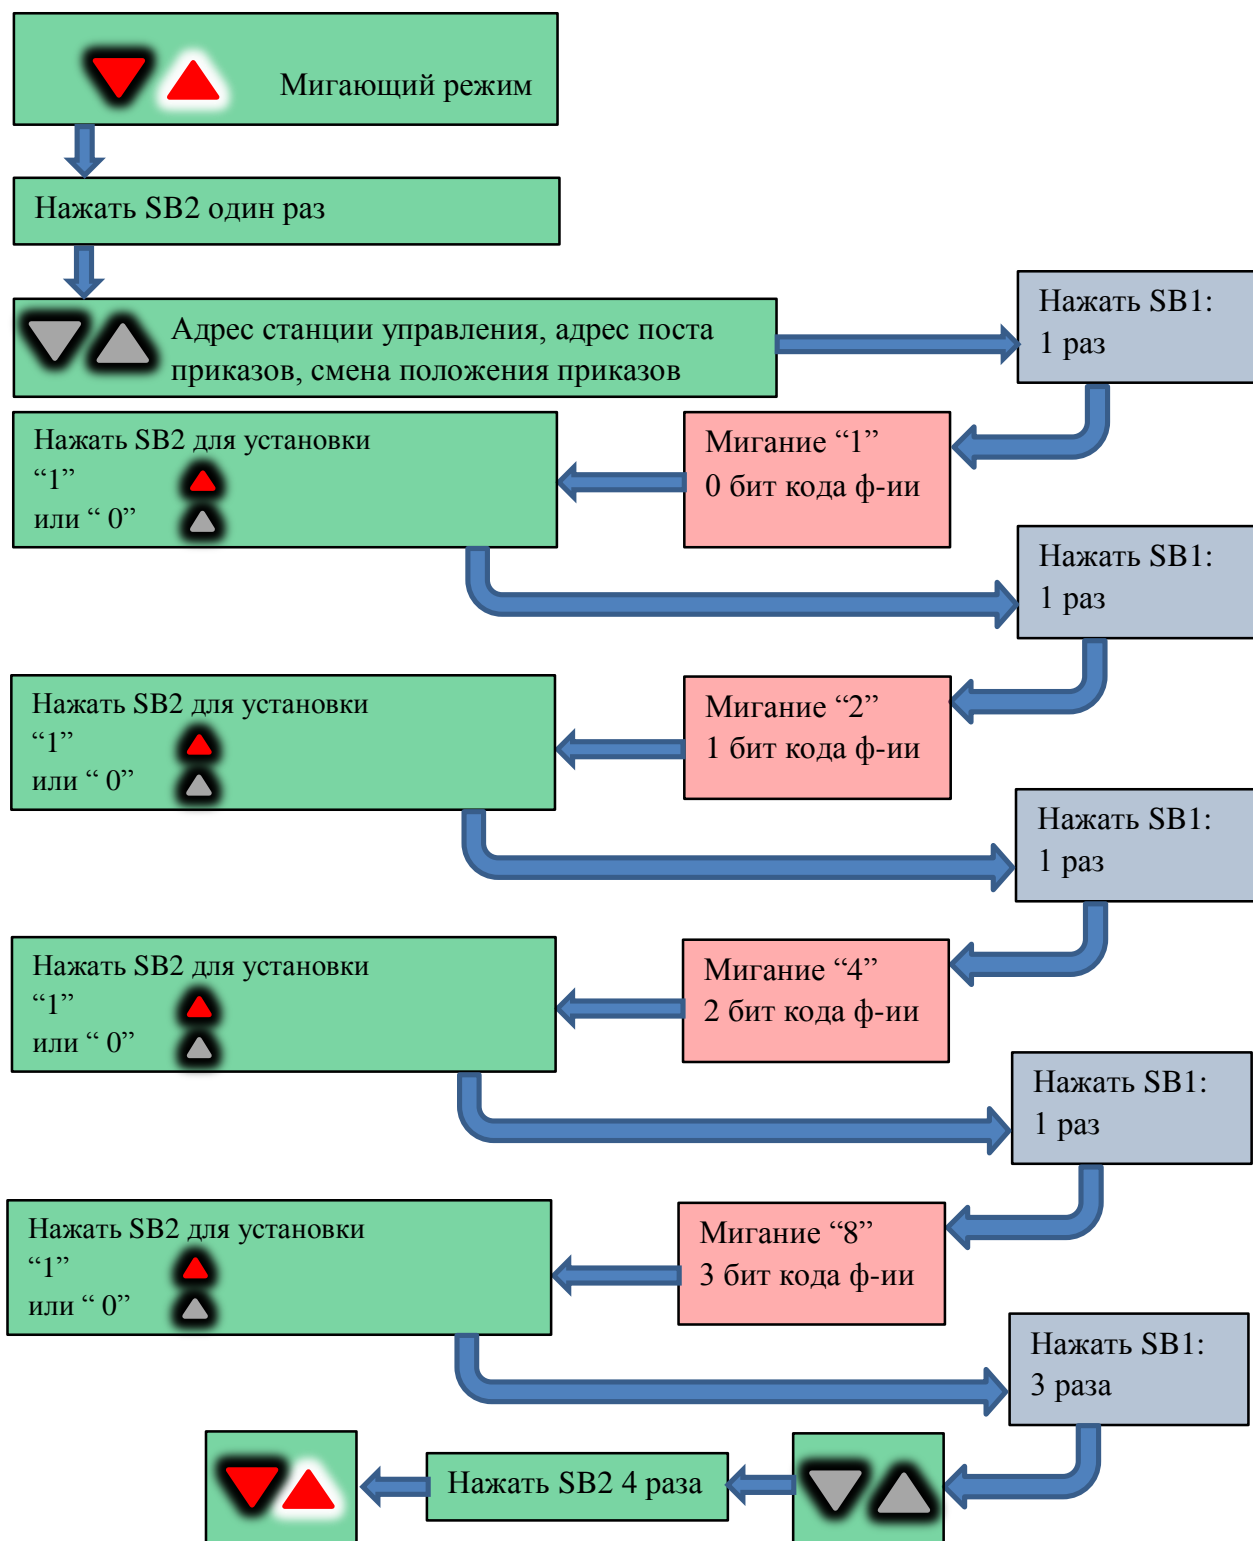 Мигающий режим
Нажать SB2 один раз
Адрес станции управления, адрес поста
приказов, смена положения приказов
Нажать SB1:
1 раз
Мигание “1”
0 бит кода ф-ии
Нажать SB2 для установки
“1”
или “ 0”
Нажать SB1:
1 раз
Мигание “2”
1 бит кода ф-ии
Нажать SB2 для установки
“1”
или “ 0”
Нажать SB1:
1 раз
Мигание “4”
2 бит кода ф-ии
Нажать SB2 для установки
“1”
или “ 0”
Нажать SB1:
1 раз
Мигание “8”
3 бит кода ф-ии
Нажать SB2 для установки
“1”
или “ 0”
Нажать SB1:
3 раза
Нажать SB2 4 раза